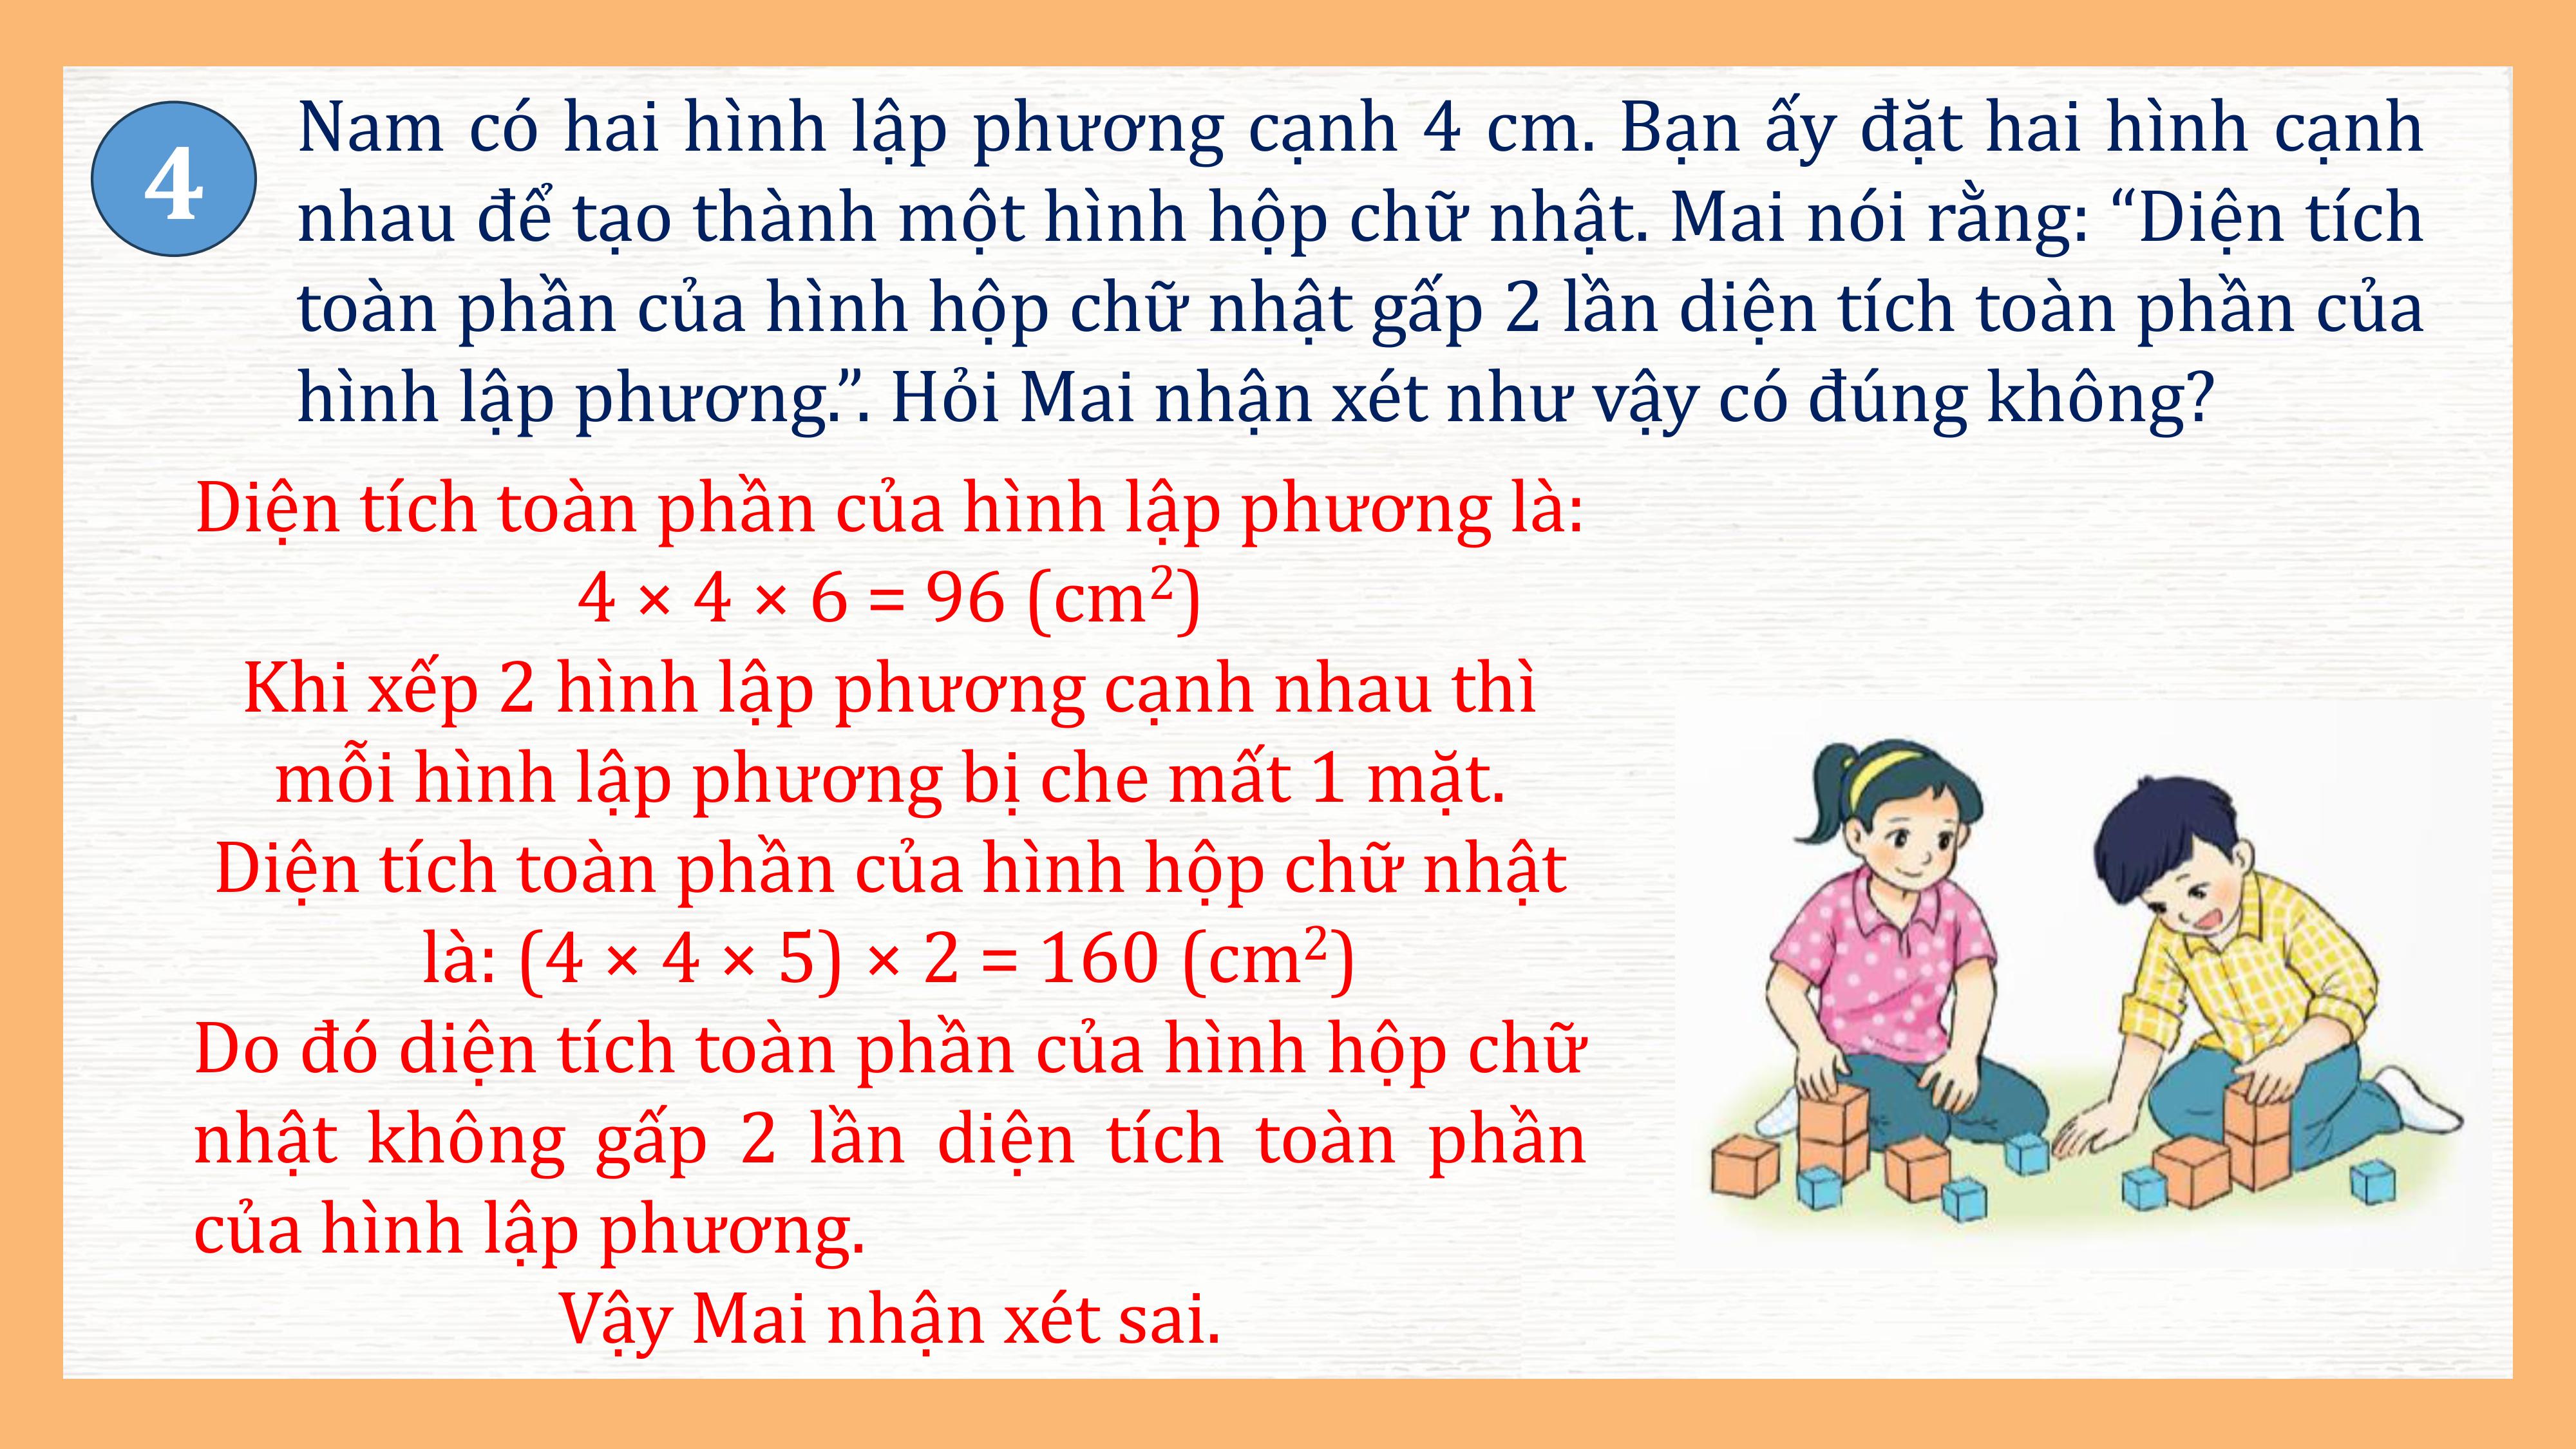 4
Nam có hai hình lập phương cạnh 4 cm. Bạn ấy đặt hai hình cạnh
nhau để tạo thành một hình hộp chữ nhật. Mai nói rằng: “Diện tích
toàn phần của hình hộp chữ nhật gấp 2 lần diện tích toàn phần của
hình lập phương.”. Hỏi Mai nhận xét như vậy có đúng không?
Diện tích toàn phần của hình lập phương là:
4 × 4 × 6 = 96 (cm²)
Khi xếp 2 hình lập phương cạnh nhau thì
mỗi hình lập phương bị che mất 1 mặt.
Diện tích toàn phần của hình hộp chữ nhật
là: (4 × 4 × 5) × 2 = 160 (cm²)
Do đó diện tích toàn phần của hình hộp chữ
nhật không gấp 2 lần diện tích toàn phần
của hình lập phương.
Vậy Mai nhận xét sai.